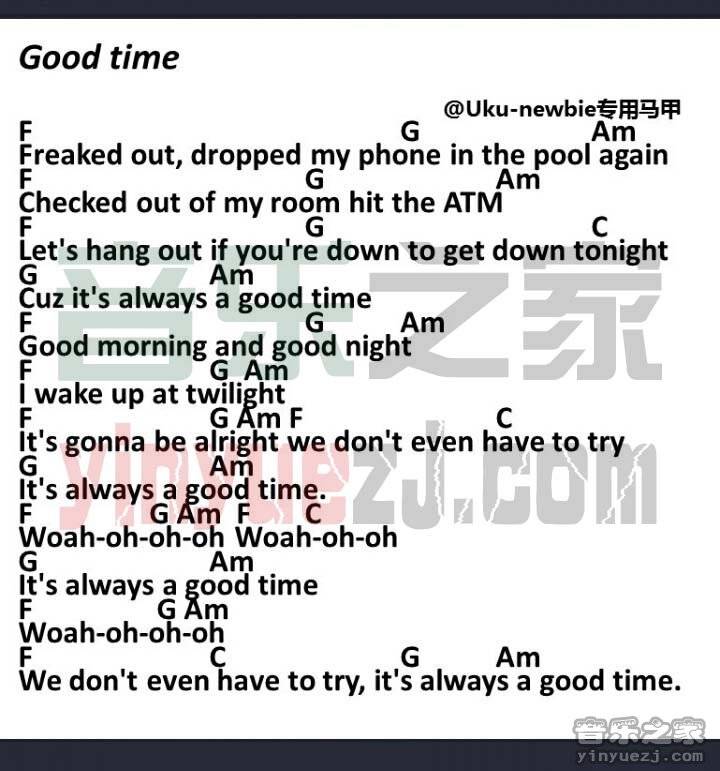 Good time
@Uku-newbie专用马甲
F G Am
Freaked out, dropped my phone in the pool again
F G Am
Checked out of my room hit the ATM
F G C
Let's hang out if you're down to get down tonight
G Am
Cuz it's always a good time
F G Am
Good morning and good night
F G Am
I wake up at twilight
F G Am F C
It's gonna be alright we don't even have to try
G Am
It's always a good time.
F G Am F C
Woah-oh-oh-oh Woah-oh-oh
G Am
It's always a good time
F G Am
Woah-oh-oh-oh
F C G Am
We don't even have to try, it's always a good time.
音乐之家
yinyuezj.com
音乐之家
yinyuezj.com